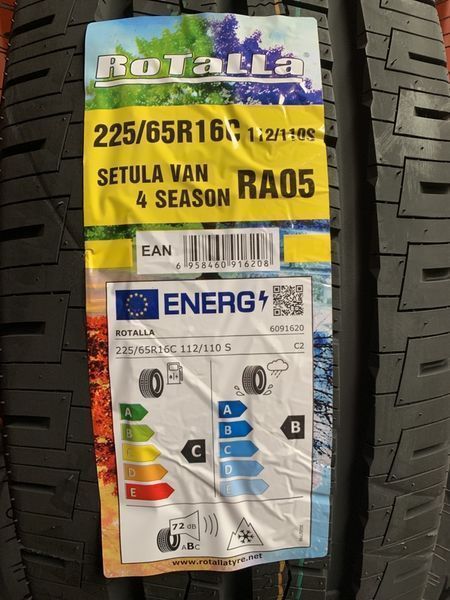 RoTalla®
225/65R16C 112/110S
SETULA VAN
4 SEASON RA05
EAN
6 958460 916208
ENERG
ROTALLA 6091620
225/65R16C 112/110 S C2
A A
B B B
C C C
D D
E E
72 dB
ABC
www.rotallatyre.net